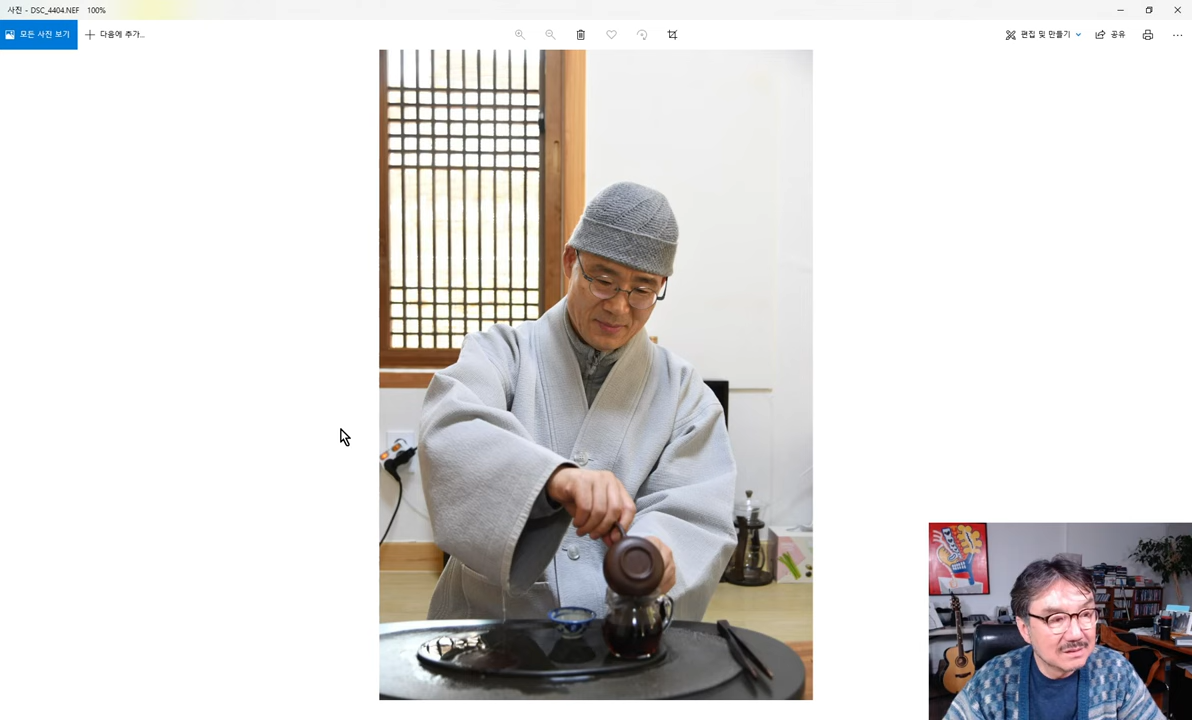 사진 - DSC_4404.NEF 100%
모든 사진 보기 다음에 추가... 편집 및 만들기 공유